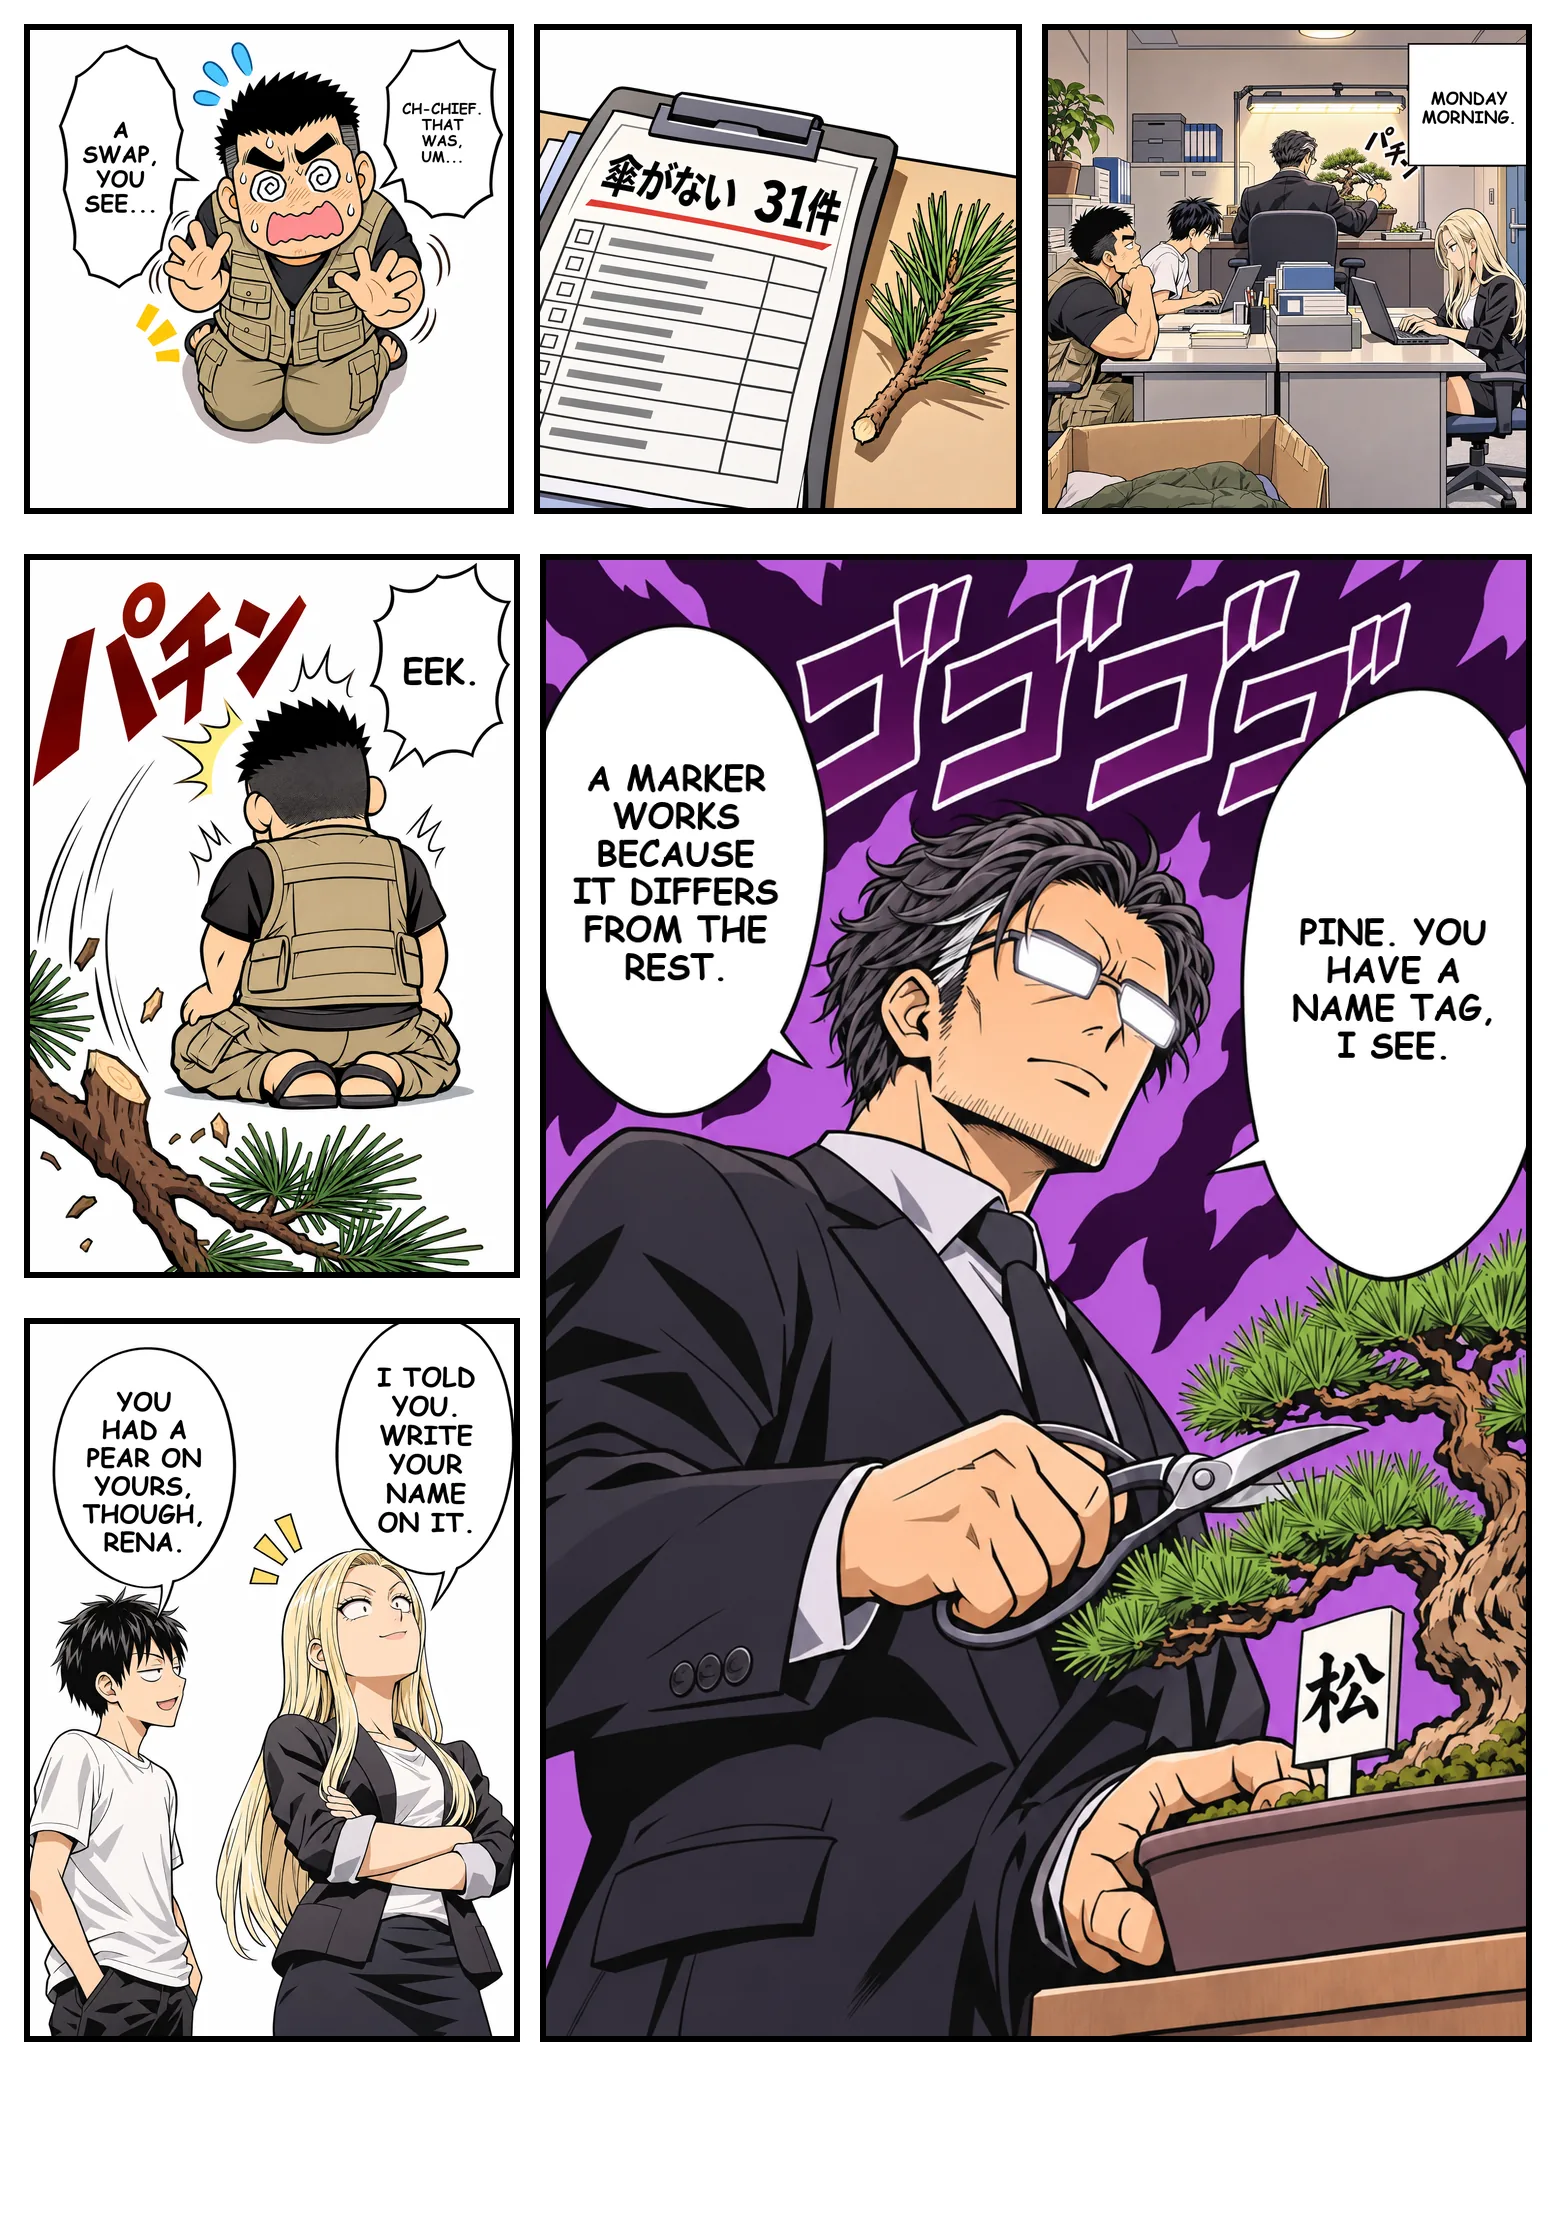 MONDAY
MORNING.
パチン
傘がない 31件
CH-CHIEF.
THAT
WAS,
UM...
A
SWAP,
YOU
SEE...
ゴゴゴゴ
PINE. YOU
HAVE A
NAME TAG,
I SEE.
A MARKER
WORKS
BECAUSE
IT DIFFERS
FROM THE
REST.
松
EEK.
パチン
I TOLD
YOU.
WRITE
YOUR
NAME
ON IT.
YOU
HAD A
PEAR ON
YOURS,
THOUGH,
RENA.